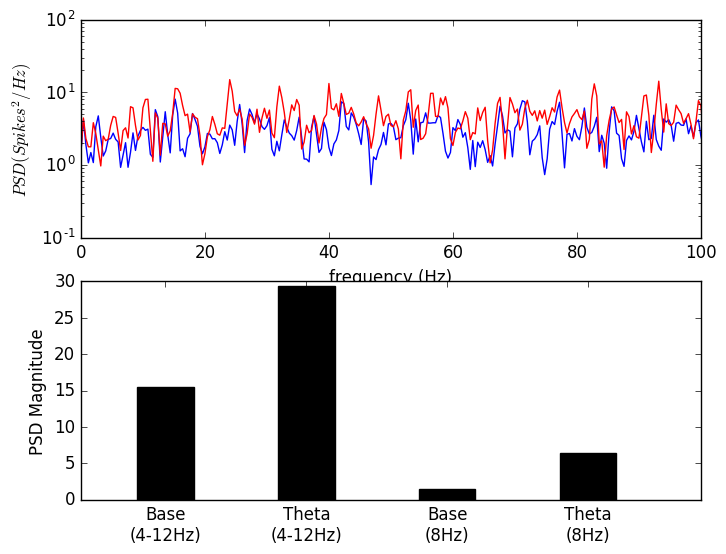 10^2
10^1
10^0
10^-1
PSD(Spikes^2/Hz)
0 20 40 60 80 100
frequency (Hz)
30
25
20
15
10
5
0
PSD Magnitude
Base Theta Base Theta
(4-12Hz) (4-12Hz) (8Hz) (8Hz)